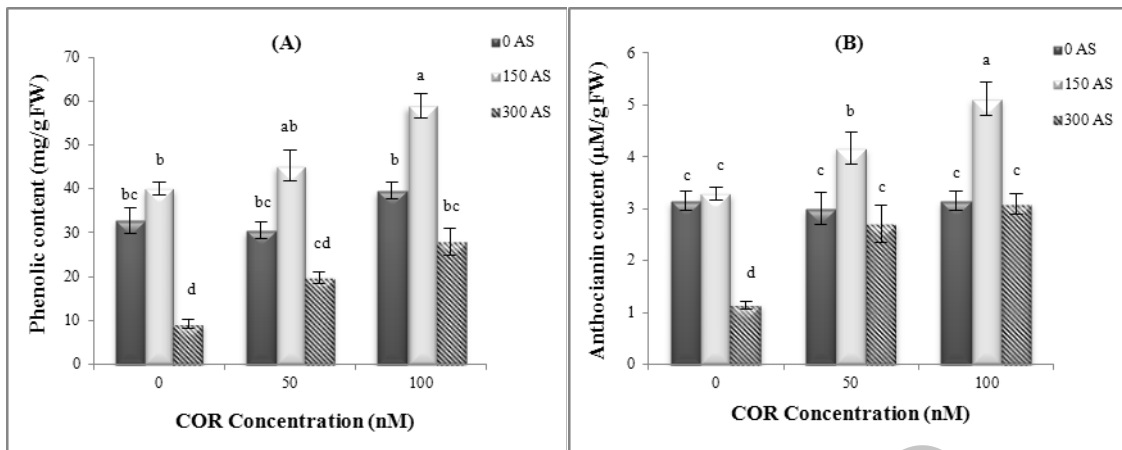 (A)
0 AS
150 AS
300 AS
Phenolic content (mg/gFW)
70
60
50
40
30
20
10
0
bc
b
d
bc
ab
cd
b
a
bc
0
50
100
COR Concentration (nM)
(B)
0 AS
150 AS
300 AS
Anthocianin content (µM/gFW)
6
5
4
3
2
1
0
c
c
d
c
b
c
c
a
c
0
50
100
COR Concentration (nM)